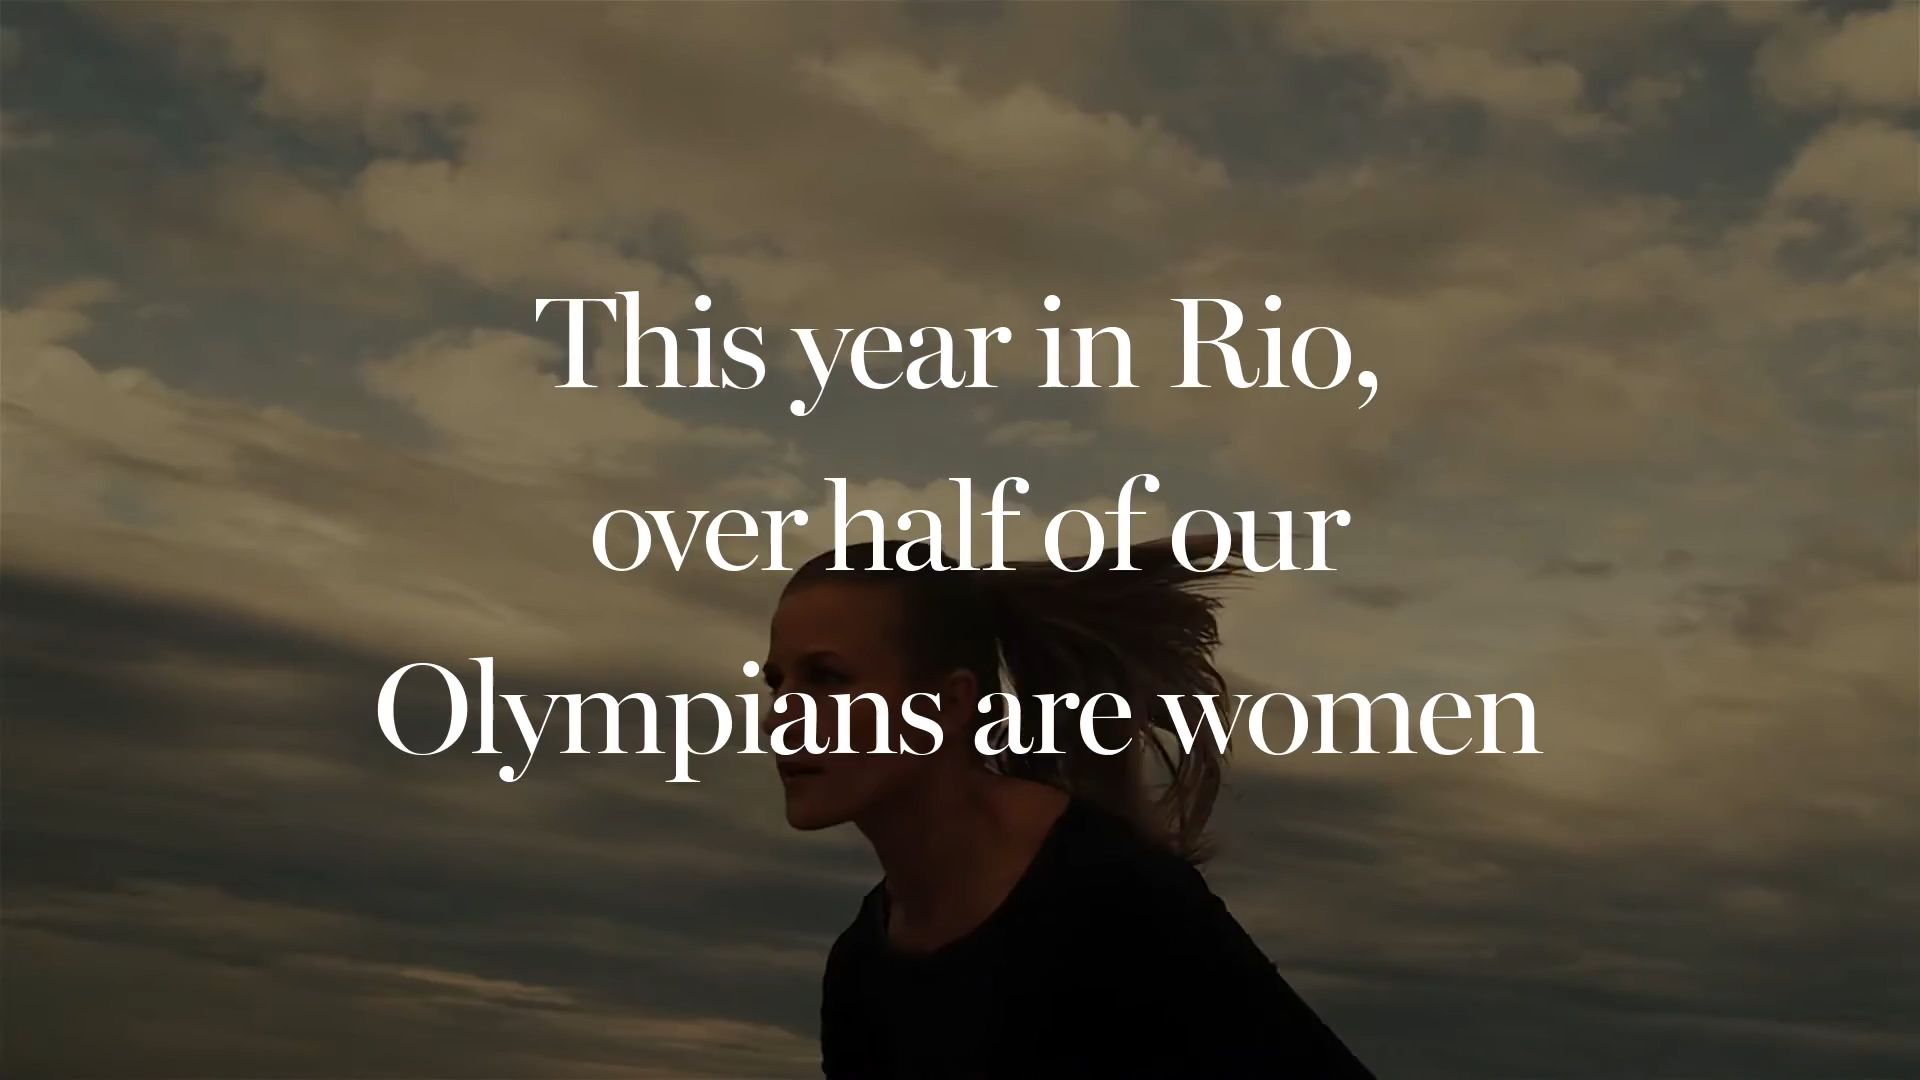 This year in Rio,
over half of our
Olympians are women